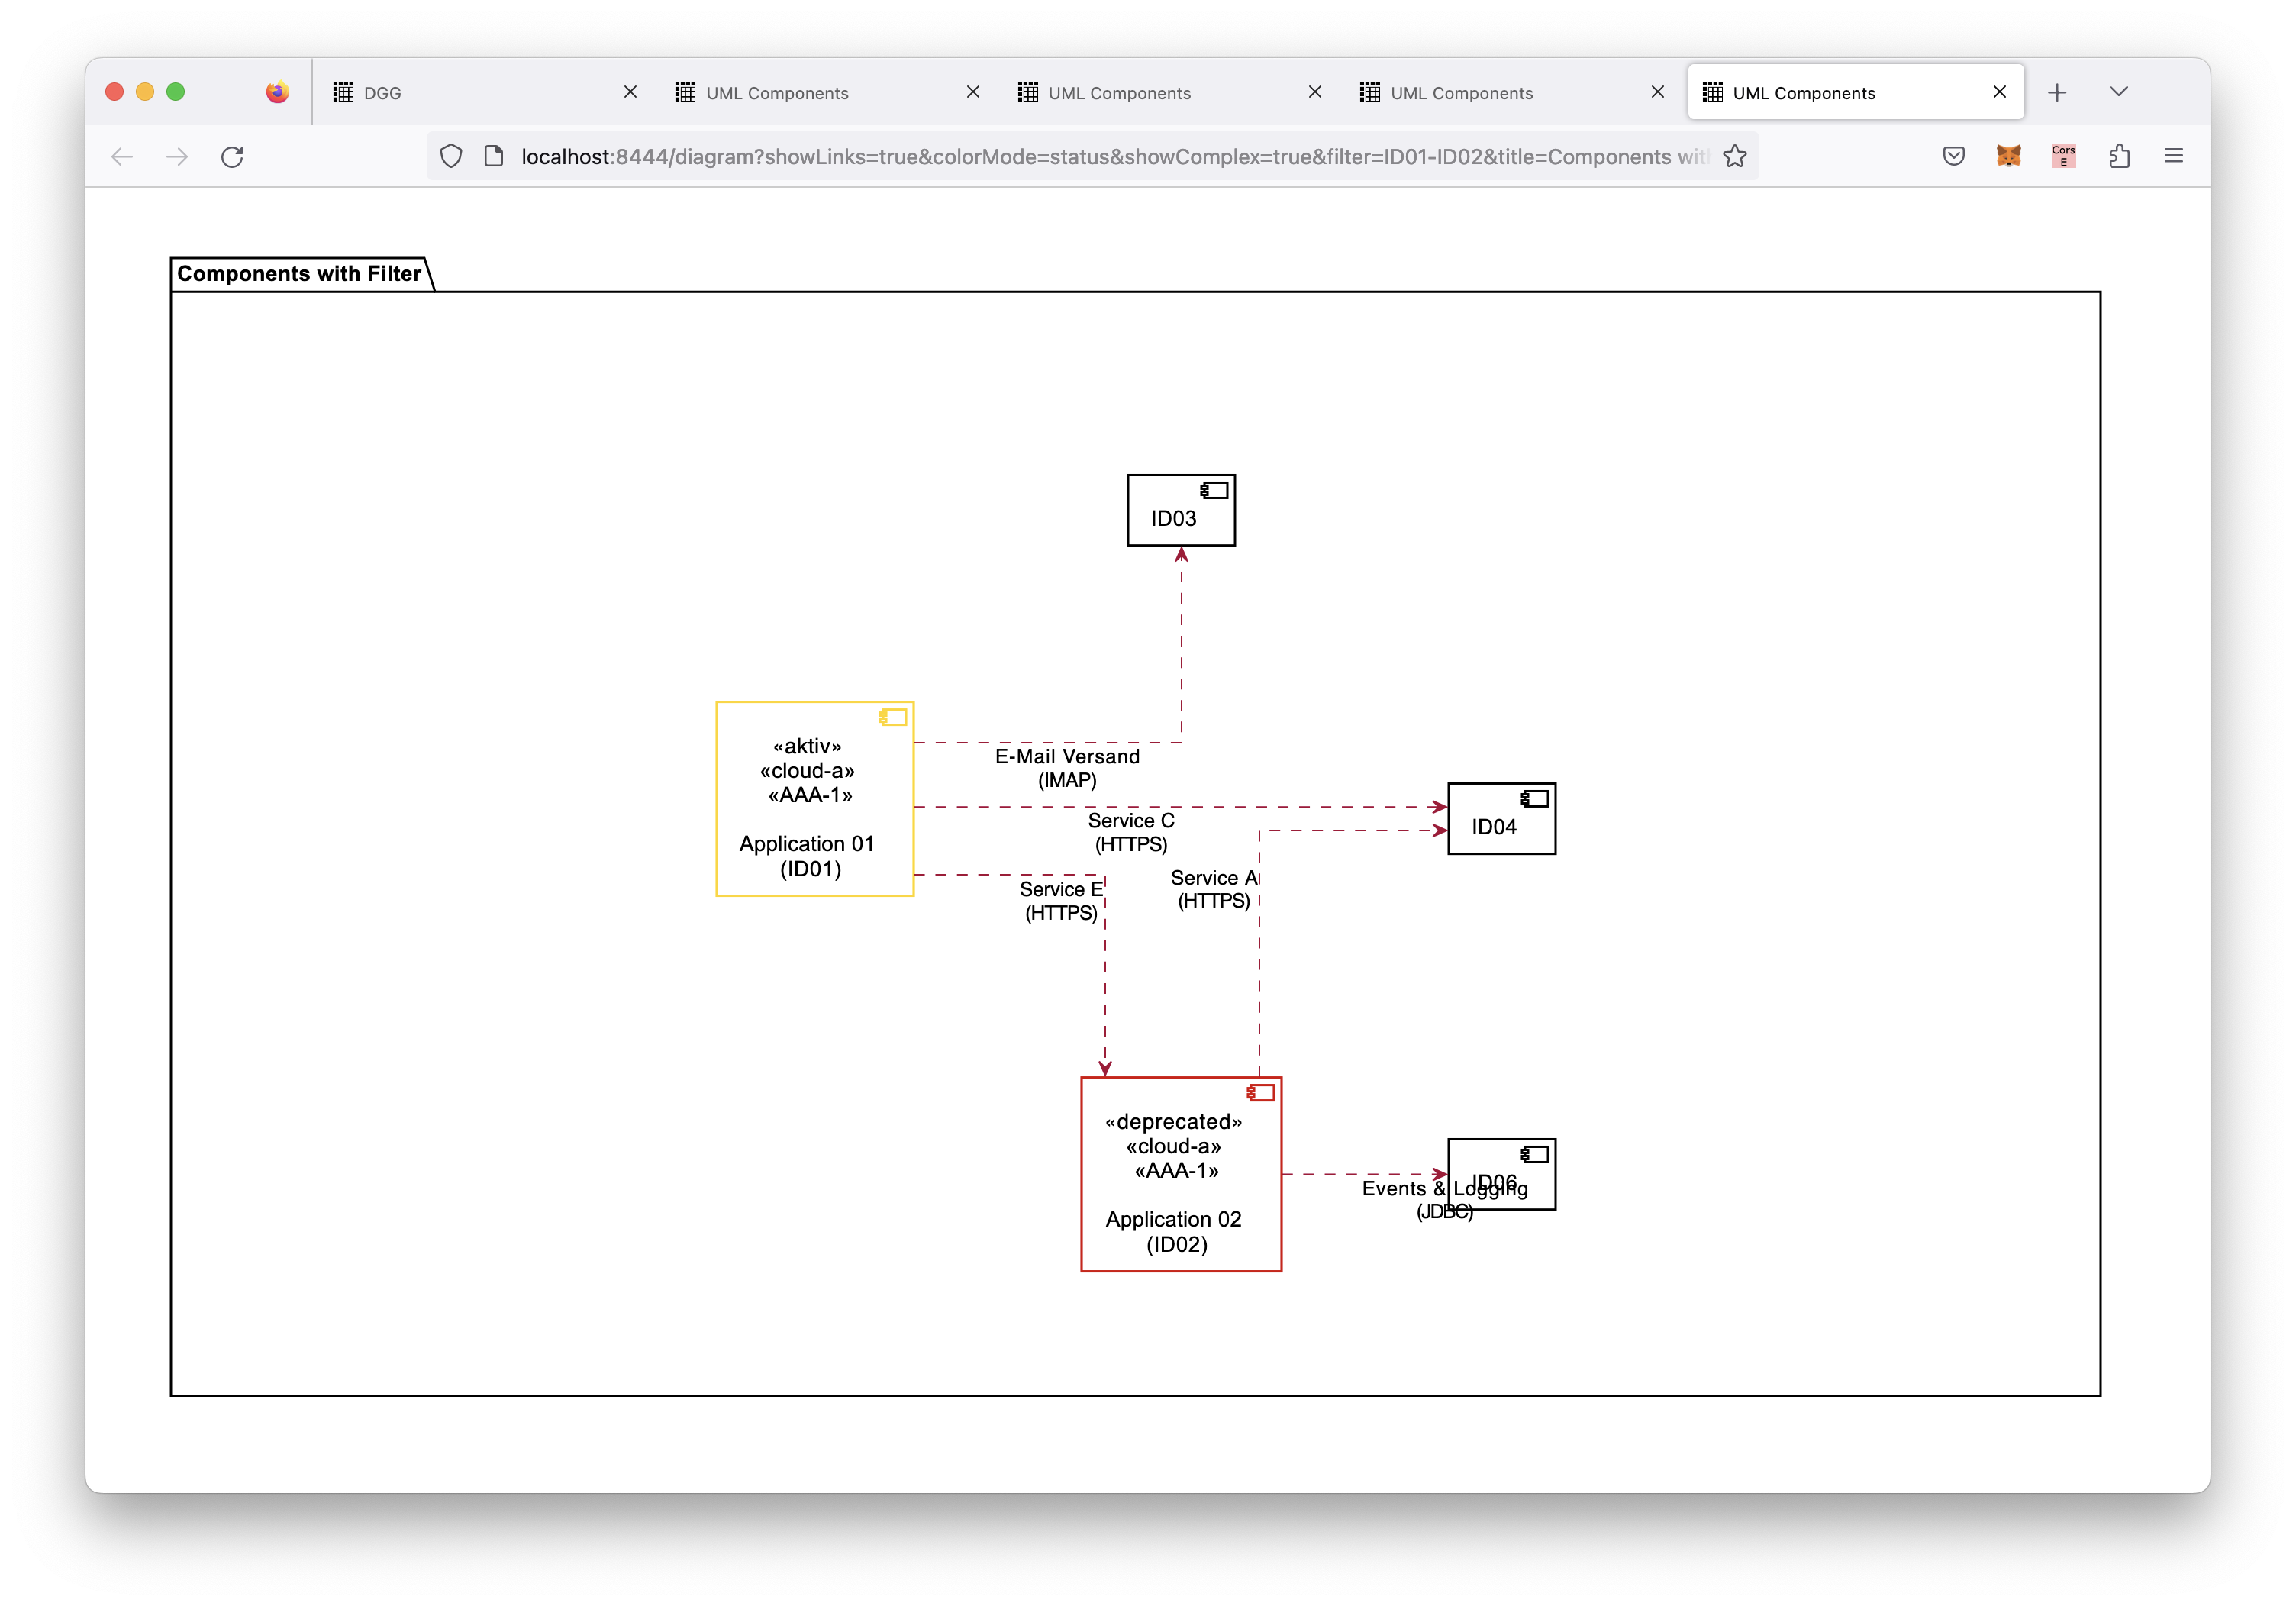 DGG
UML Components
UML Components
UML Components
UML Components
localhost:8444/diagram?showLinks=true&colorMode=status&showComplex=true&filter=ID01-ID02&title=Components wit
Cors
E
Components with Filter
ID03
«aktiv»
«cloud-a»
«AAA-1»
Application 01
(ID01)
E-Mail Versand
(IMAP)
Service C
(HTTPS)
ID04
Service E
(HTTPS)
Service A
(HTTPS)
«deprecated»
«cloud-a»
«AAA-1»
Application 02
(ID02)
ID06
Events & Logging
(JDBC)